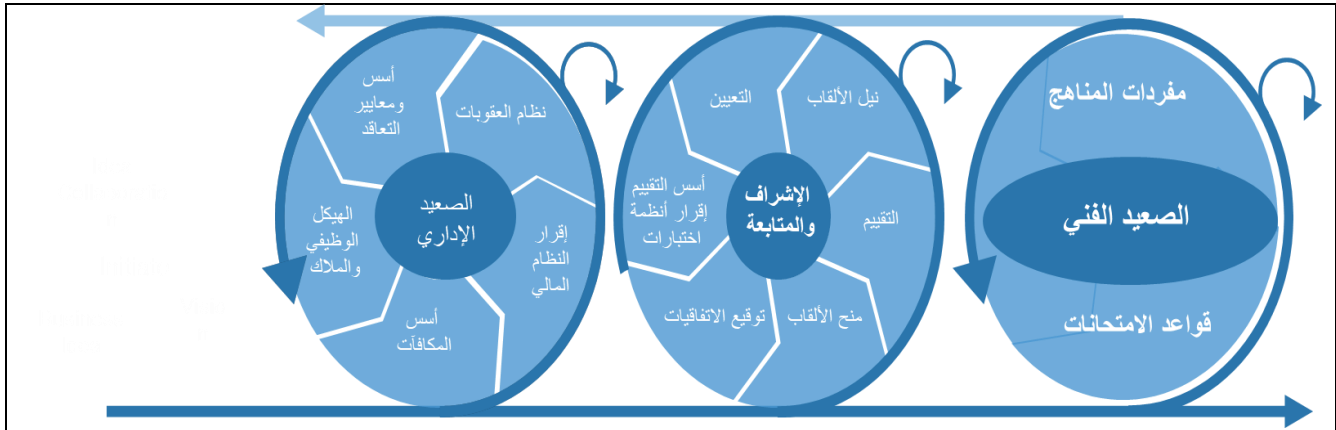 مفردات المناهج
الصعيد الفني
قواعد الامتحانات
نيل الألقاب
التعيين
التقييم
أسس التقييم
إقرار أنظمة
اختبارات
الإشراف
والمتابعة
منح الألقاب
توقيع الاتفاقيات
نظام العقوبات
أسس
ومعايير
التعاقد
الصعيد
الإداري
إقرار
النظام
المالي
الهيكل
الوظيفي
والملاك
أسس
المكافآت